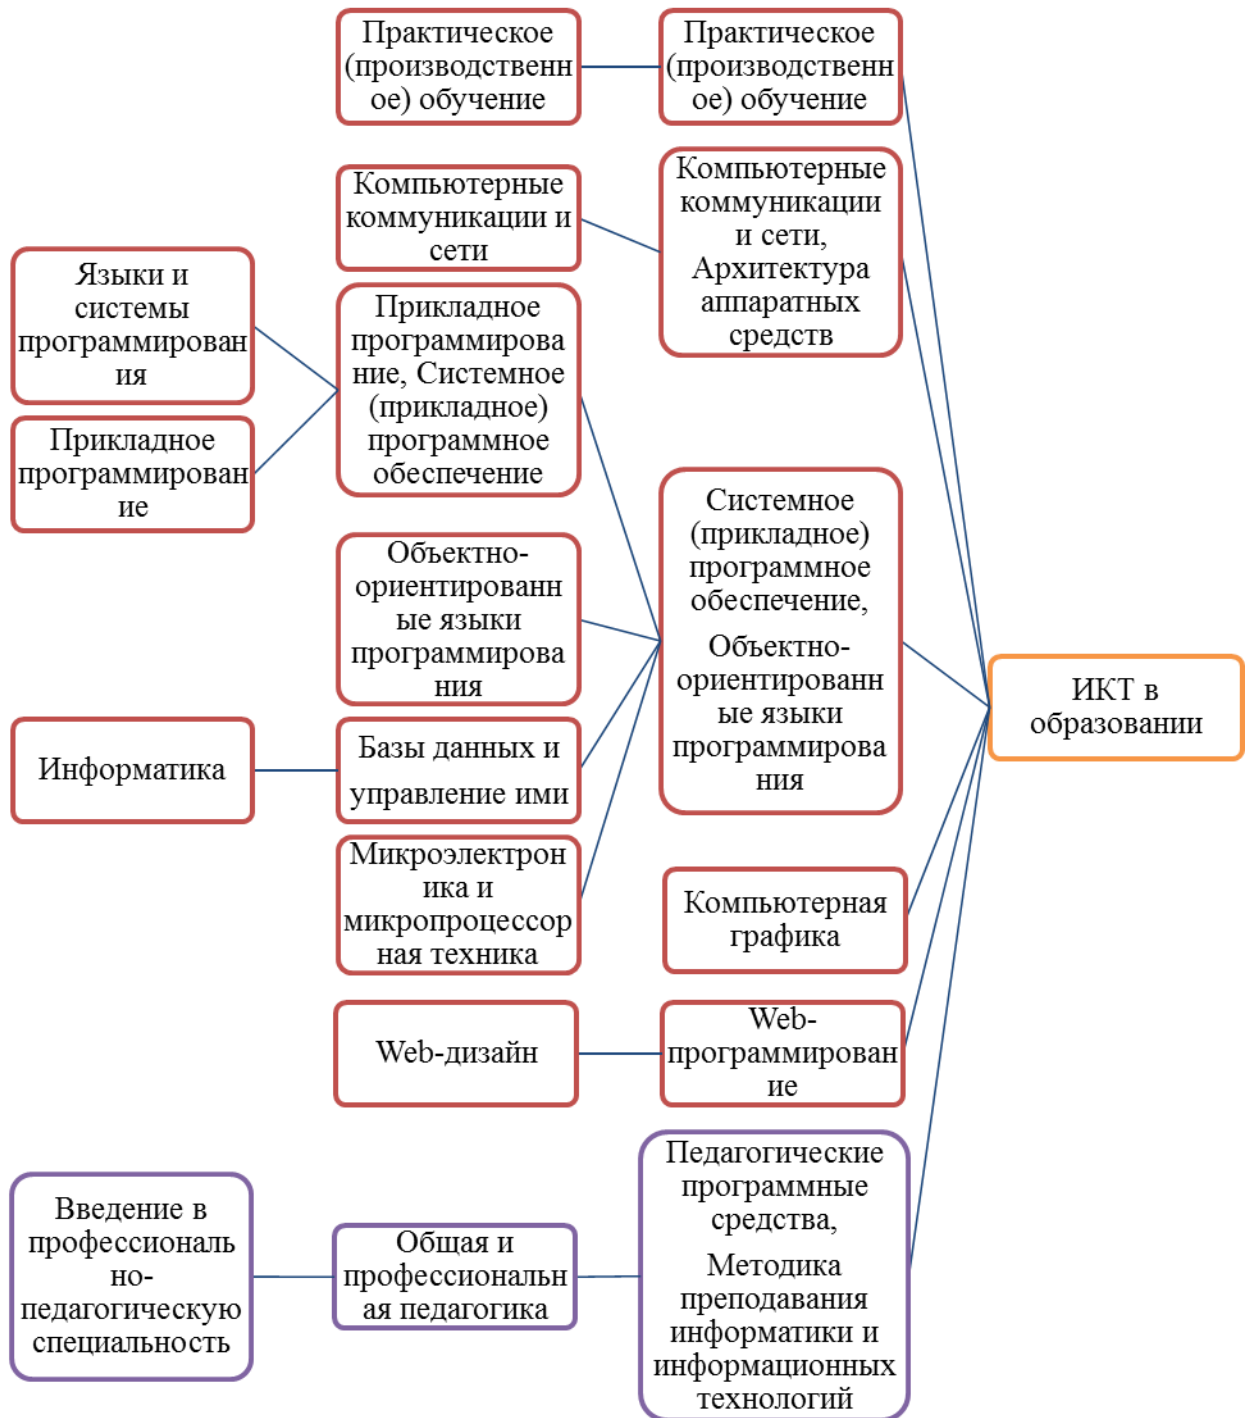 Практическое
(производственн
ое) обучение
Практическое
(производственн
ое) обучение
Компьютерные
коммуникации и
сети
Компьютерные
коммуникации
и сети,
Архитектура
аппаратных
средств
Языки и
системы
программирован
ия
Прикладное
программирован
ие
Прикладное
программирова
ние, Системное
(прикладное)
программное
обеспечение
Объектно-
ориентированн
ые языки
программирова
ния
Системное
(прикладное)
программное
обеспечение,
Объектно-
ориентированн
ые языки
программирова
ния
ИКТ в
образовании
Информатика
Базы данных и
управление ими
Микроэлектрон
ика и
микропроцессор
ная техника
Компьютерная
графика
Web-дизайн
Web-
программирован
ие
Введение в
профессиональ
но-
педагогическую
специальность
Общая и
профессиональн
ая педагогика
Педагогические
программные
средства,
Методика
преподавания
информатики и
информационных
технологий